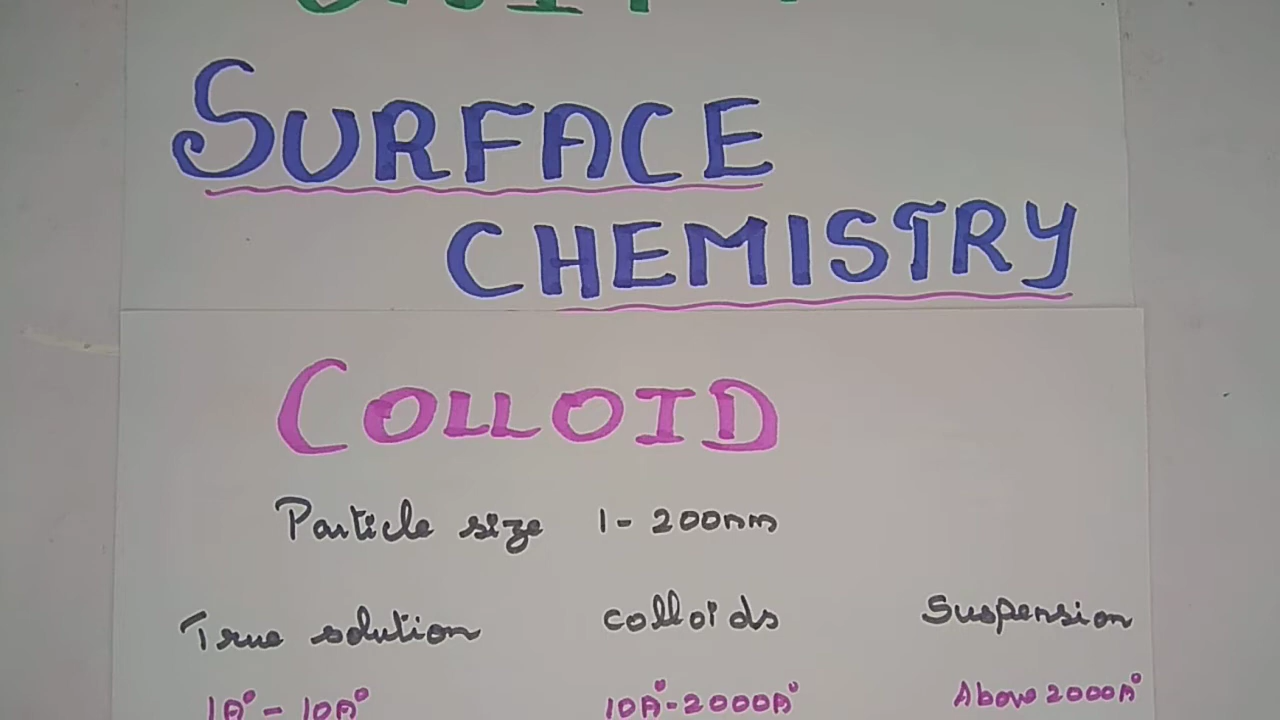 SURFACE
CHEMISTRY
COLLOID
Particle size 1 - 200nm
True solution colloids Suspension
1A° - 10A° 10A° - 2000A° Above 2000A°